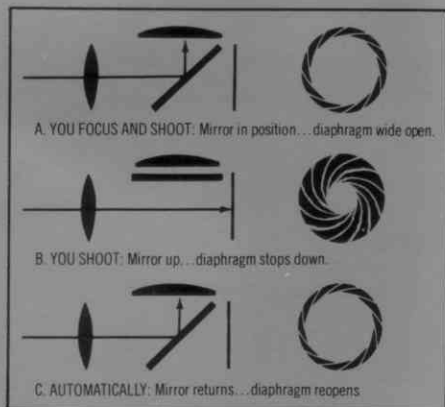 A. YOU FOCUS AND SHOOT: Mirror in position...diaphragm wide open.
B. YOU SHOOT: Mirror up...diaphragm stops down.
C. AUTOMATICALLY: Mirror returns...diaphragm reopens